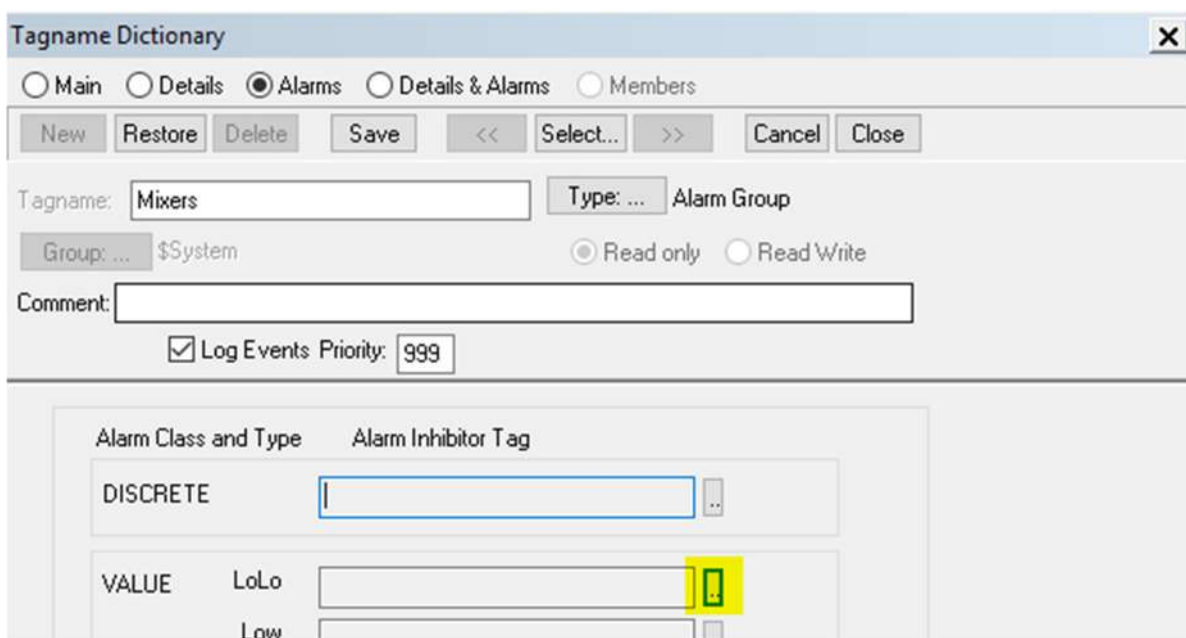 Tagname Dictionary
Main Details Alarms Details & Alarms Members
New Restore Delete Save << Select... >> Cancel Close
Tagname: Mixers Type: ... Alarm Group
Group: ... $System Read only Read Write
Comment:
Log Events Priority: 999
Alarm Class and Type Alarm Inhibitor Tag
DISCRETE ..
VALUE LoLo ..
Low